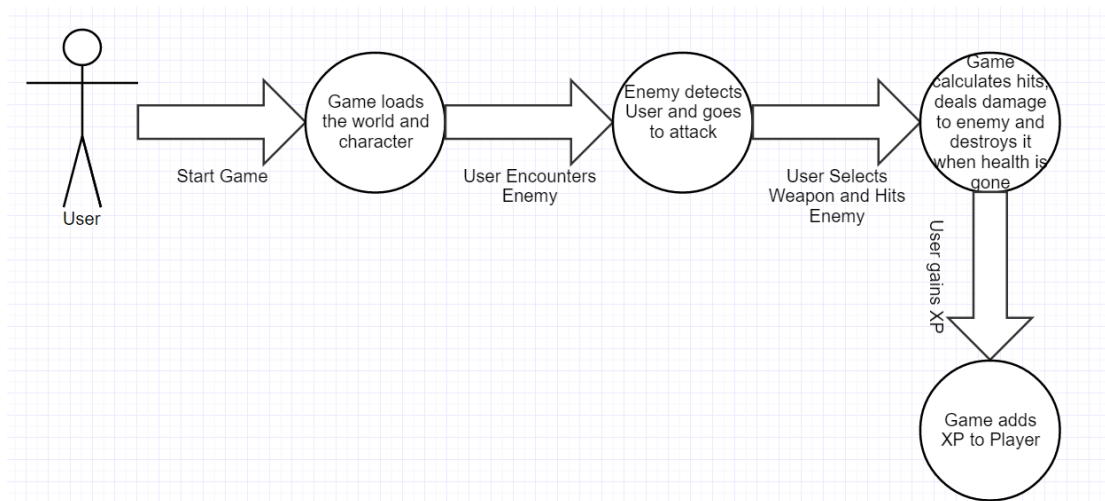 User
Start Game
Game loads
the world and
character
User Encounters
Enemy
Enemy detects
User and goes
to attack
User Selects
Weapon and Hits
Enemy
Game
calculates hits,
deals damage
to enemy and
destroys it
when health is
gone
User gains XP
Game adds
XP to Player